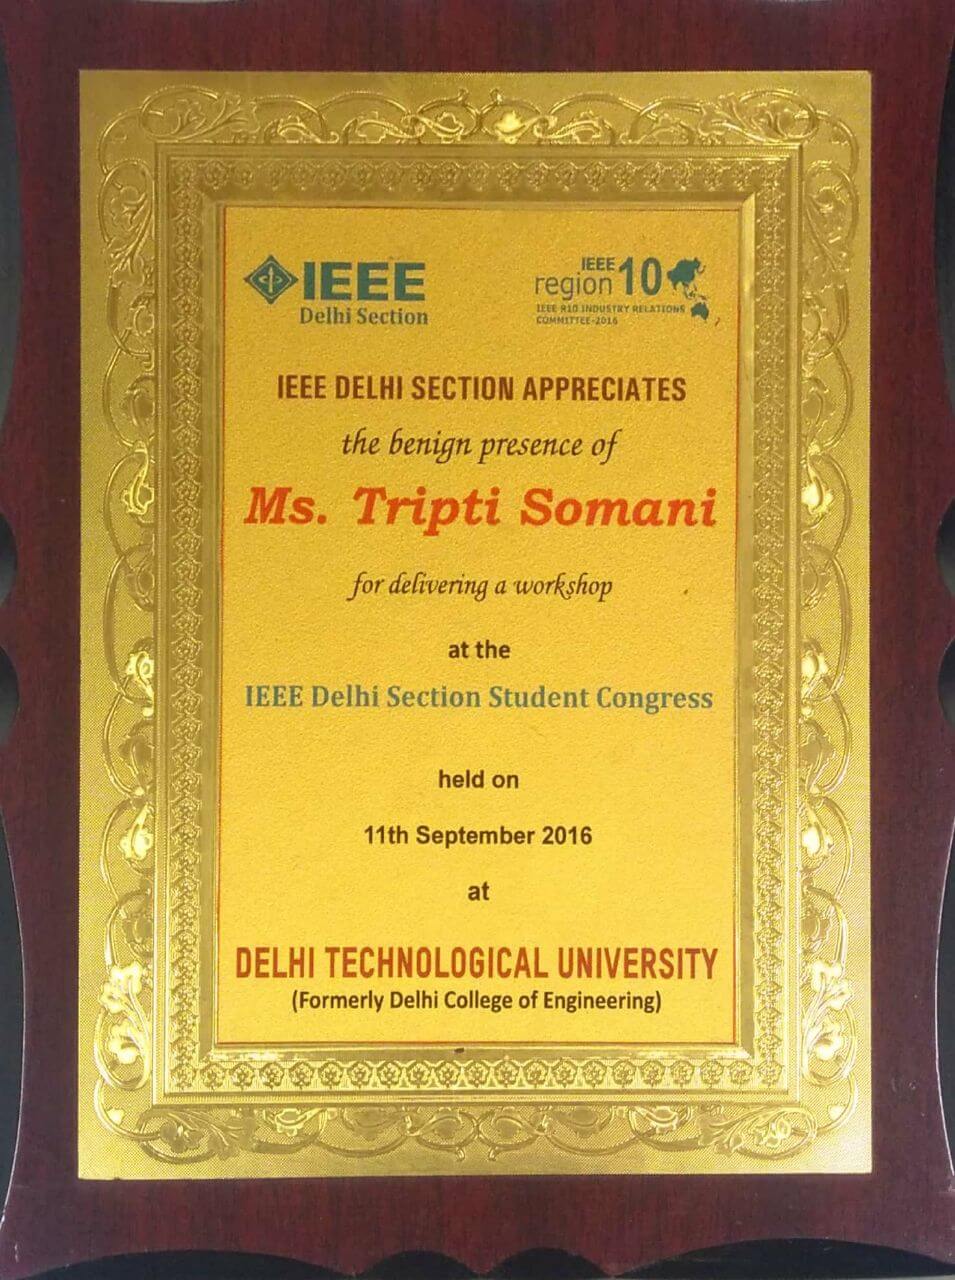 IEEE
Delhi Section
IEEE
region 10
IEEE R10 INDUSTRY RELATIONS
COMMITTEE-2016
IEEE DELHI SECTION APPRECIATES
the benign presence of
Ms. Tripti Somani
for delivering a workshop
at the
IEEE Delhi Section Student Congress
held on
11th September 2016
at
DELHI TECHNOLOGICAL UNIVERSITY
(Formerly Delhi College of Engineering)